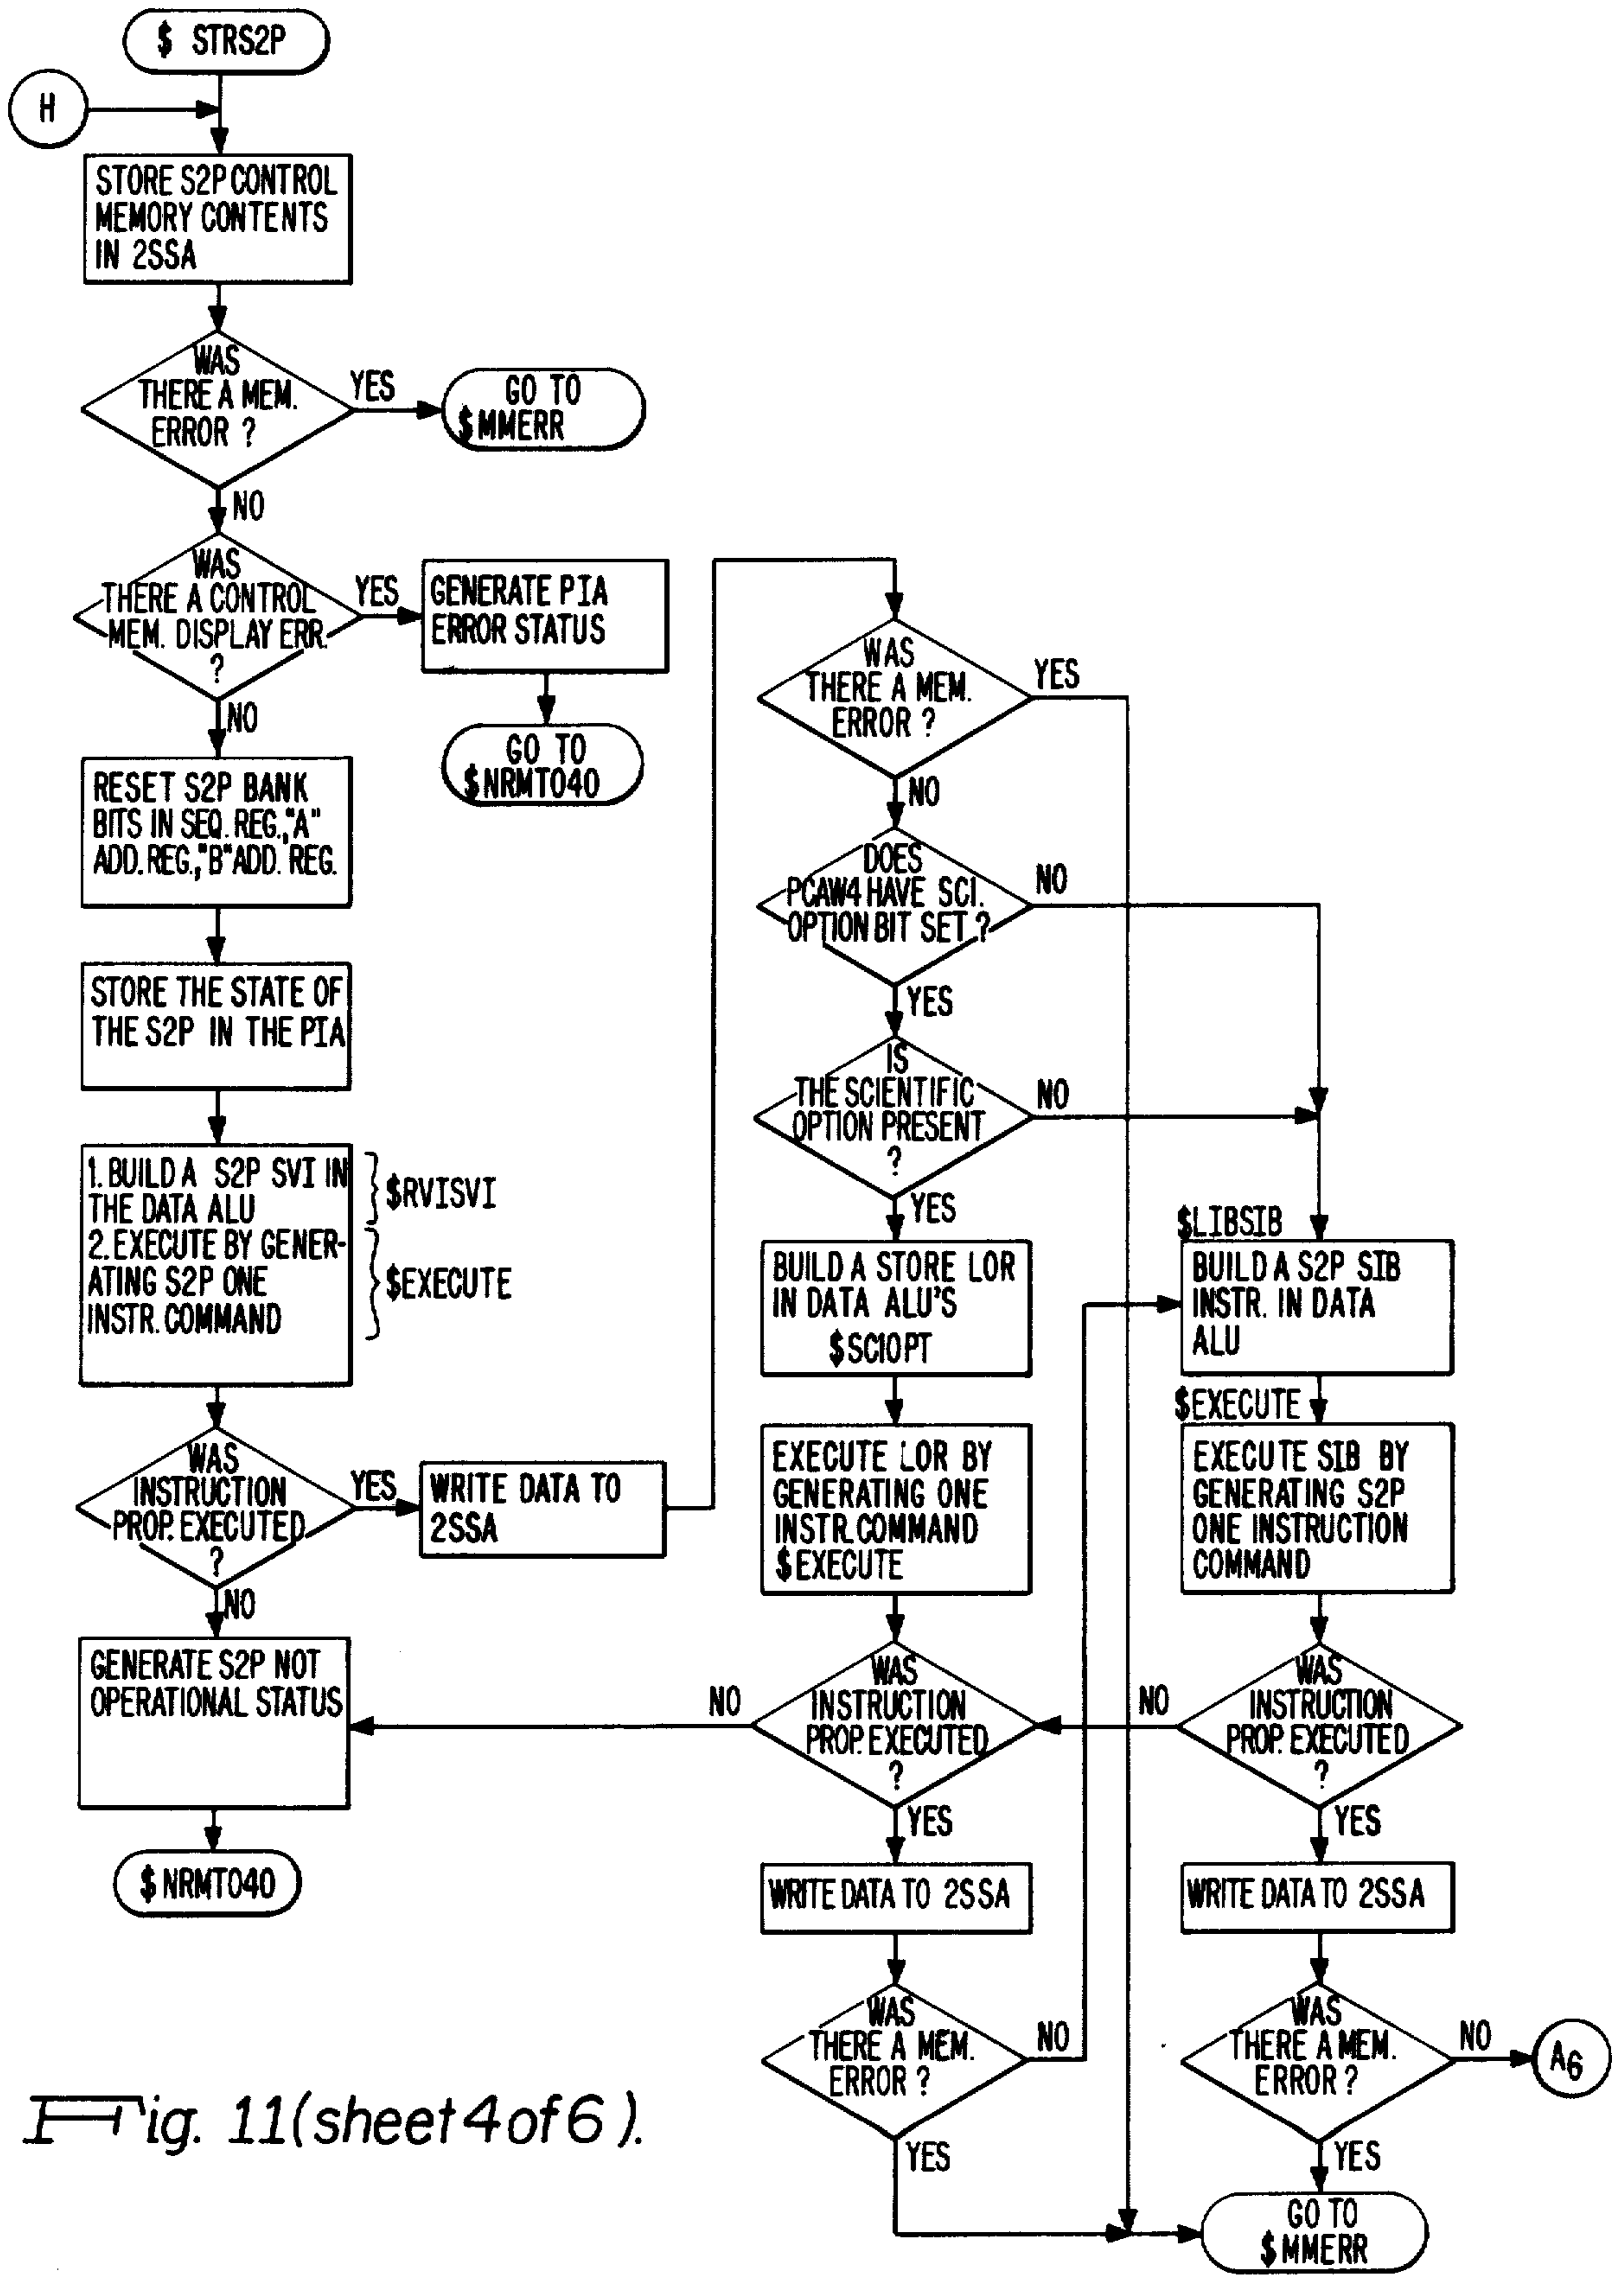 $ STRS2P
H
STORE S2P CONTROL
MEMORY CONTENTS
IN 2SSA
WAS
THERE A MEM.
ERROR ?
YES
GO TO
$MMERR
NO
WAS
THERE A CONTROL
MEM. DISPLAY ERR.
?
YES
GENERATE PIA
ERROR STATUS
GO TO
$NRMT040
NO
RESET S2P BANK
BITS IN SEQ. REG.,"A"
ADD. REG.,"B" ADD. REG.
STORE THE STATE OF
THE S2P IN THE PIA
1. BUILD A S2P SVI IN
THE DATA ALU
2. EXECUTE BY GENER-
ATING S2P ONE
INSTR. COMMAND
$RVISVI
$EXECUTE
WAS
INSTRUCTION
PROP. EXECUTED
?
YES
WRITE DATA TO
2SSA
NO
GENERATE S2P NOT
OPERATIONAL STATUS
$NRMT040
WAS
THERE A MEM.
ERROR ?
YES
NO
DOES
PCAW4 HAVE SCI.
OPTION BIT SET ?
NO
YES
IS
THE SCIENTIFIC
OPTION PRESENT
?
NO
YES
BUILD A STORE LOR
IN DATA ALU'S
$SCIOPT
EXECUTE LOR BY
GENERATING ONE
INSTR. COMMAND
$EXECUTE
WAS
INSTRUCTION
PROP. EXECUTED
?
NO
YES
WRITE DATA TO 2SSA
WAS
THERE A MEM.
ERROR ?
NO
YES
$LIBSIB
BUILD A S2P SIB
INSTR. IN DATA
ALU
$EXECUTE
EXECUTE SIB BY
GENERATING S2P
ONE INSTRUCTION
COMMAND
WAS
INSTRUCTION
PROP. EXECUTED
?
NO
YES
WRITE DATA TO 2SSA
WAS
THERE A MEM.
ERROR ?
NO
A6
YES
GO TO
$MMERR
Fig. 11 (sheet 4 of 6).